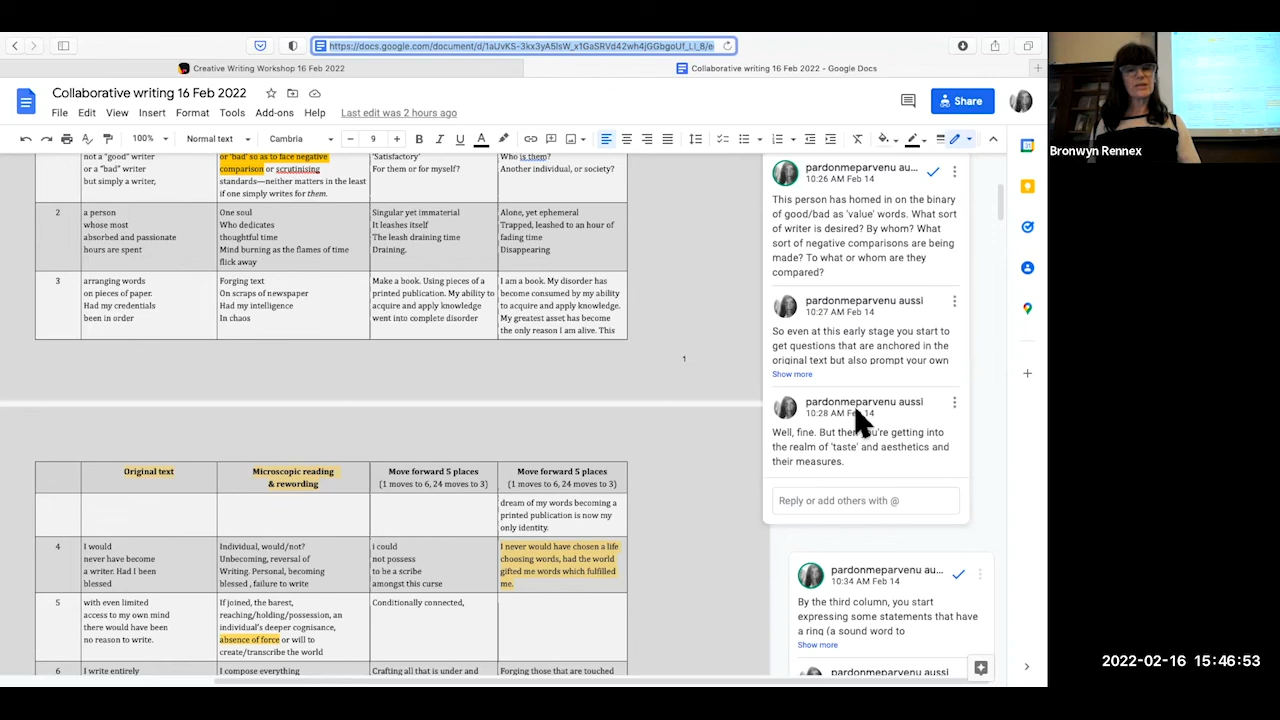 https://docs.google.com/document/d/1aUvKS-3kx3yA5lsW_x1GaSRVd42wh4jGGbgoUf_LI_8/e
Creative Writing Workshop 16 Feb 2022
Collaborative writing 16 Feb 2022 - Google Docs
Collaborative writing 16 Feb 2022
File Edit View Insert Format Tools Add-ons Help Last edit was 2 hours ago
Share
100% Normal text Cambria 9
B I U A
not a "good" writer
or a "bad" writer
but simply a writer,
or 'bad' so as to face negative
comparison or scrutinising
standards—neither matters in the least
if one simply writes for them.
'Satisfactory'
For them or for myself?
Who is them?
Another individual, or society?
2
a person
whose most
absorbed and passionate
hours are spent
One soul
Who dedicates
thoughtful time
Mind burning as the flames of time
flick away
Singular yet immaterial
It leashes itself
The leash draining time
Draining.
Alone, yet ephemeral
Trapped, leashed to an hour of
fading time
Disappearing
3
arranging words
on pieces of paper.
Had my credentials
been in order
Forging text
On scraps of newspaper
Had my intelligence
In chaos
Make a book. Using pieces of a
printed publication. My ability to
acquire and apply knowledge
went into complete disorder
I am a book. My disorder has
become consumed by my ability
to acquire and apply knowledge.
My greatest asset has become
the only reason I am alive. This
1
Original text
Microscopic reading
& rewording
Move forward 5 places
(1 moves to 6, 24 moves to 3)
Move forward 5 places
(1 moves to 6, 24 moves to 3)
dream of my words becoming a
printed publication is now my
only identity.
4
I would
never have become
a writer. Had I been
blessed
Individual, would/not?
Unbecoming, reversal of
Writing. Personal, becoming
blessed , failure to write
i could
not possess
to be a scribe
amongst this curse
I never would have chosen a life
choosing words, had the world
gifted me words which fulfilled
me.
5
with even limited
access to my own mind
there would have been
no reason to write.
If joined, the barest,
reaching/holding/possession, an
individual's deeper cognisance,
absence of force or will to
create/transcribe the world
Conditionally connected,
6
I write entirely
I compose everything
Crafting all that is under and
Forging those that are touched
pardonmeparvenu au...
10:26 AM Feb 14
This person has homed in on the binary
of good/bad as 'value' words. What sort
of writer is desired? By whom? What
sort of negative comparisons are being
made? To what or whom are they
compared?
pardonmeparvenu aussi
10:27 AM Feb 14
So even at this early stage you start to
get questions that are anchored in the
original text but also prompt your own
Show more
pardonmeparvenu aussi
10:28 AM Feb 14
Well, fine. But then you're getting into
the realm of 'taste' and aesthetics and
their measures.
Reply or add others with @
pardonmeparvenu au...
10:34 AM Feb 14
By the third column, you start
expressing some statements that have
a ring (a sound word to
Show more
pardonmeparvenu aussi
Bronwyn Rennex
2022-02-16 15:46:53